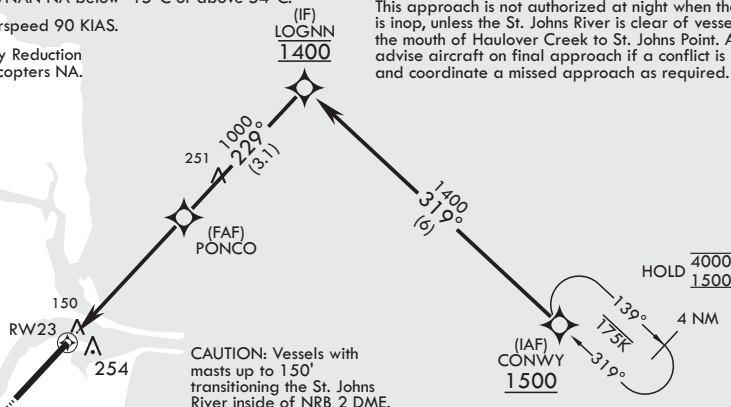 NA below -15°C or above 54°C.
rspeed 90 KIAS.
y Reduction
copters NA.
(IF)
LOGNN
1400
This approach is not authorized at night when the
is inop, unless the St. Johns River is clear of vesse
the mouth of Haulover Creek to St. Johns Point. A
advise aircraft on final approach if a conflict is
and coordinate a missed approach as required.
1000
229°
(3.1)
251
(FAF)
PONCO
1400
319°
(6)
HOLD
4000
1500
139°
175K
319°
4 NM
(IAF)
CONWY
1500
150
RW23
254
CAUTION: Vessels with
masts up to 150'
transitioning the St. Johns
River inside of NRB 2 DME.